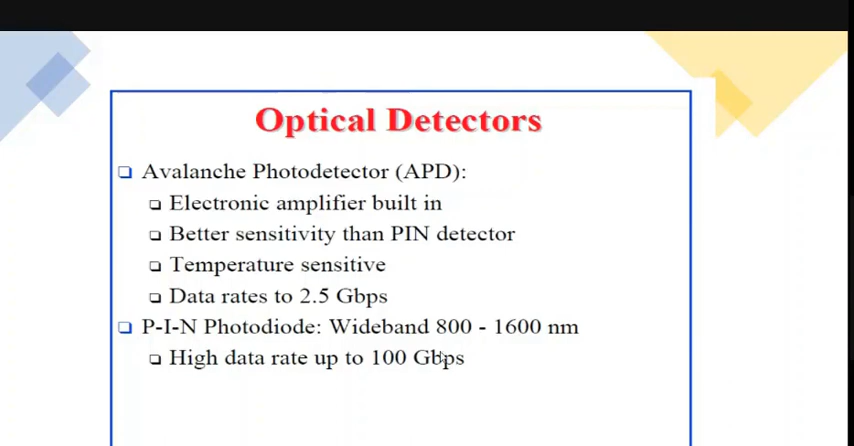 Optical Detectors
Avalanche Photodetector (APD):
Electronic amplifier built in
Better sensitivity than PIN detector
Temperature sensitive
Data rates to 2.5 Gbps
P-I-N Photodiode: Wideband 800 - 1600 nm
High data rate up to 100 Gbps